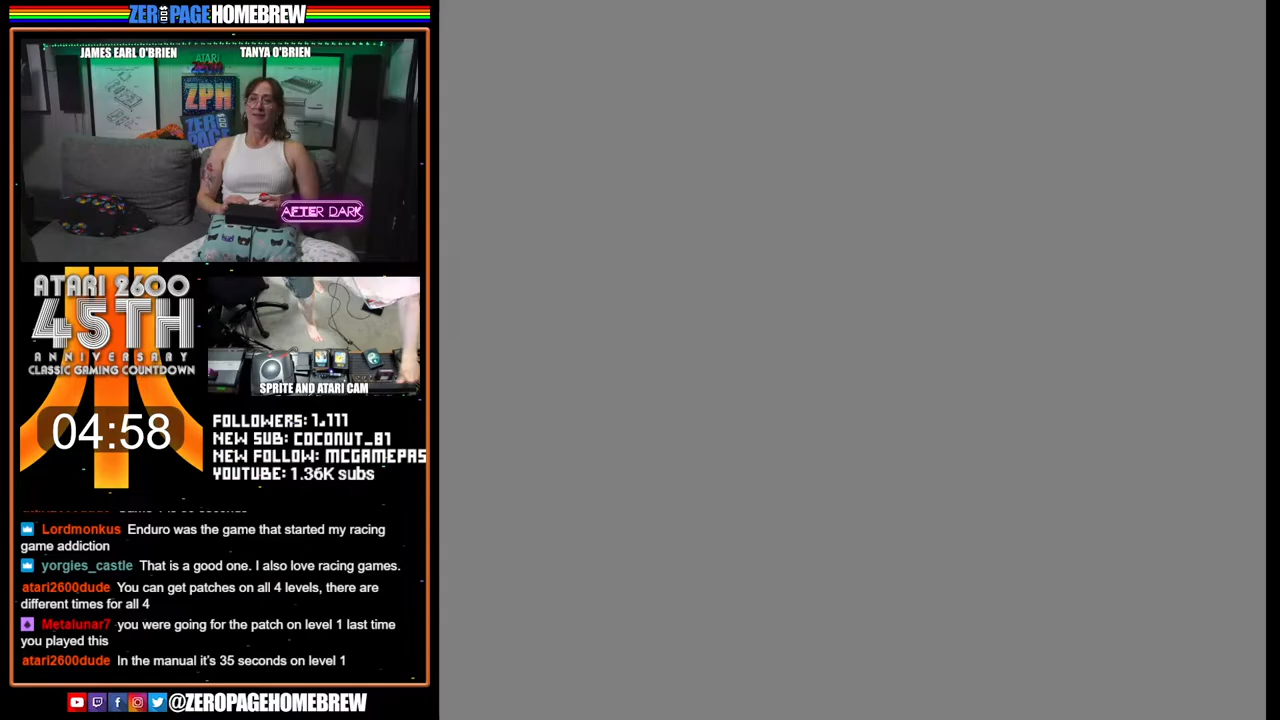 ZEROPAGE HOMEBREW
JAMES EARL O'BRIEN
TANYA O'BRIEN
ATARI
ZPH
ZERO
PAGE
AFTER DARK
ATARI 2600
45TH
ANNIVERSARY
CLASSIC GAMING COUNTDOWN
04:58
SPRITE AND ATARI CAM
FOLLOWERS: 1,111
NEW SUB: COCONUT_81
NEW FOLLOW: MCGAMEPAS
YOUTUBE: 1.36K subs
Lordmonkus Enduro was the game that started my racing
game addiction
yorgies_castle That is a good one. I also love racing games.
atari2600dude You can get patches on all 4 levels, there are
different times for all 4
Metalunar7 you were going for the patch on level 1 last time
you played this
atari2600dude In the manual it's 35 seconds on level 1
@ZEROPAGEHOMEBREW